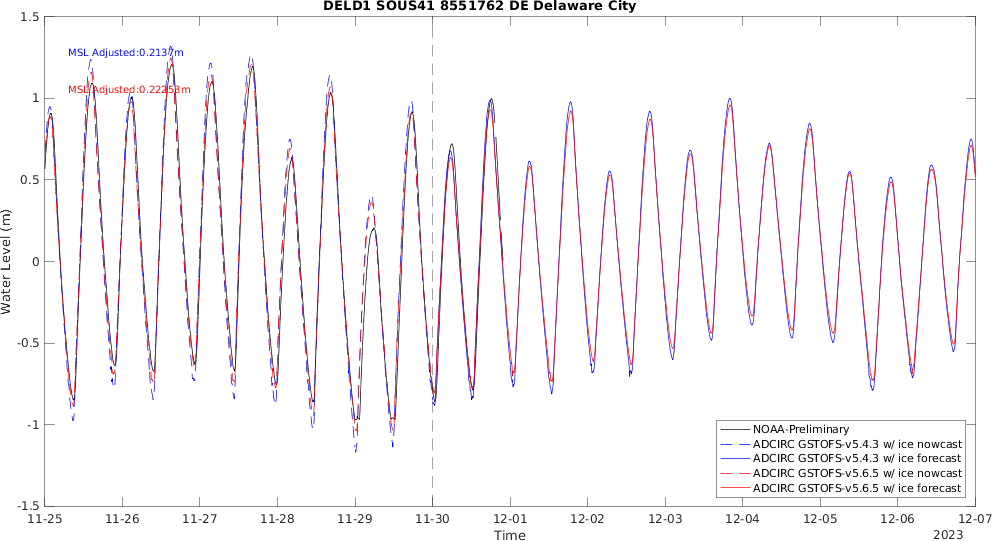 DELD1 SOUS41 8551762 DE Delaware City
1.5
1
0.5
0
-0.5
-1
-1.5
Water Level (m)
MSL Adjusted:0.2137m
MSL Adjusted:0.22253m
NOAA-Preliminary
ADCIRC GSTOFS-v5.4.3 w/ ice nowcast
ADCIRC GSTOFS-v5.4.3 w/ ice forecast
ADCIRC GSTOFS-v5.6.5 w/ ice nowcast
ADCIRC GSTOFS-v5.6.5 w/ ice forecast
11-25 11-26 11-27 11-28 11-29 11-30 12-01 12-02 12-03 12-04 12-05 12-06 12-07
Time
2023